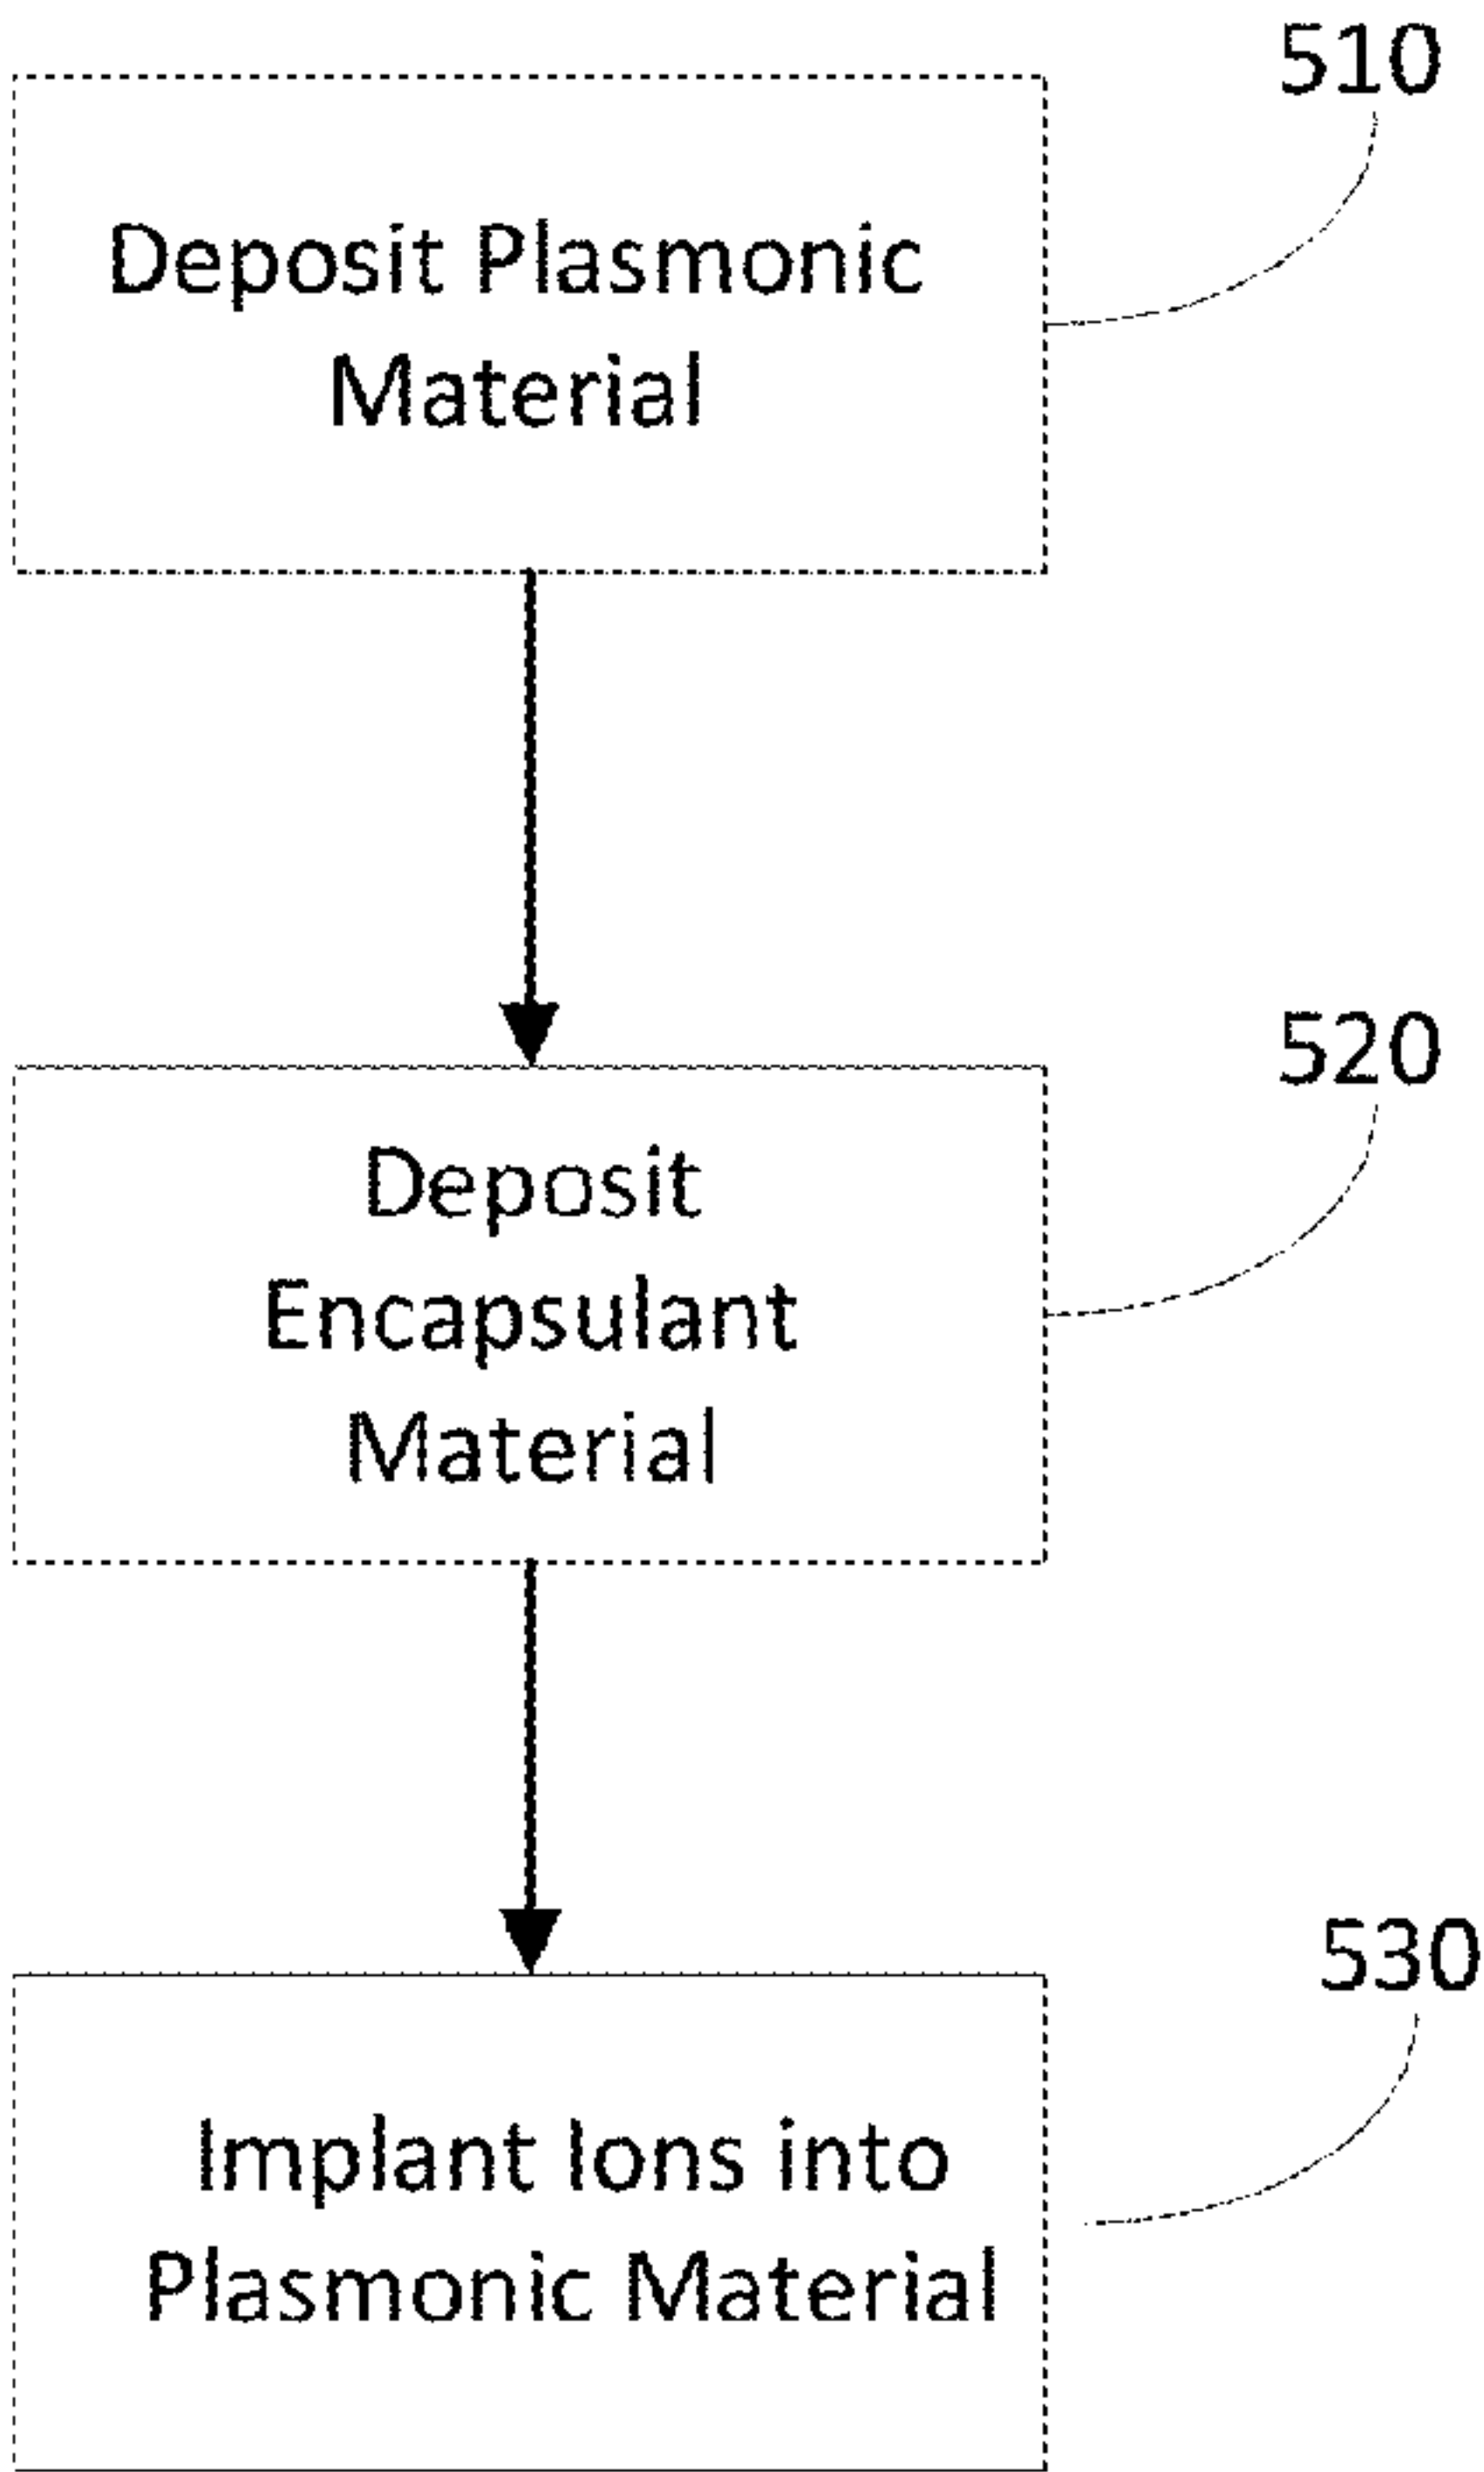 510
Deposit Plasmonic
Material
520
Deposit
Encapsulant
Material
530
Implant Ions into
Plasmonic Material